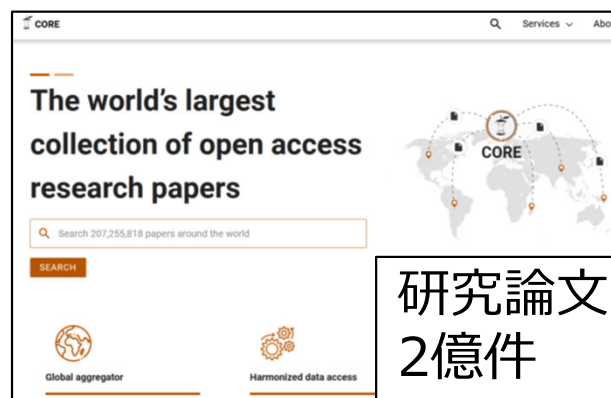 CORE
Services
Abo
The world's largest
collection of open access
research papers
CORE
Search 207,255,818 papers around the world
SEARCH
Global aggregator
Harmonized data access
研究論文
2億件